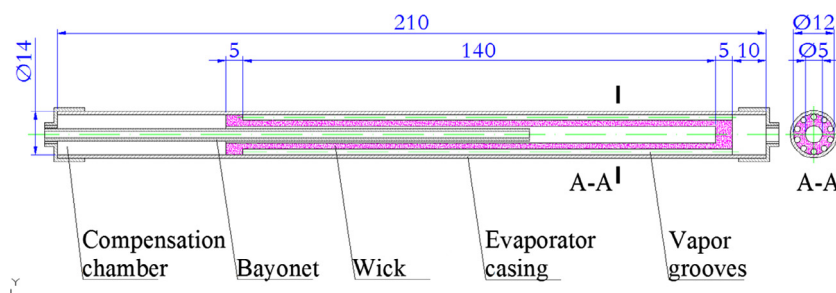 210
Ø12
5
140
5
10
Ø5
Ø14
A-A
A-A
Compensation
chamber
Bayonet
Wick
Evaporator
casing
Vapor
grooves
Y